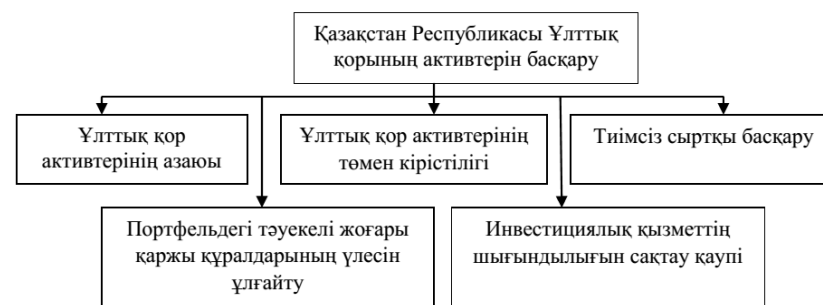 Қазақстан Республикасы Ұлттық
қорының активтерін басқару
Ұлттық қор
активтерінің азаюы
Ұлттық қор активтерінің
төмен кірістілігі
Тиімсіз сыртқы басқару
Портфельдегі тәуекелі жоғары
қаржы құралдарының үлесін
ұлғайту
Инвестициялық қызметтің
шығындылығын сақтау қаупі